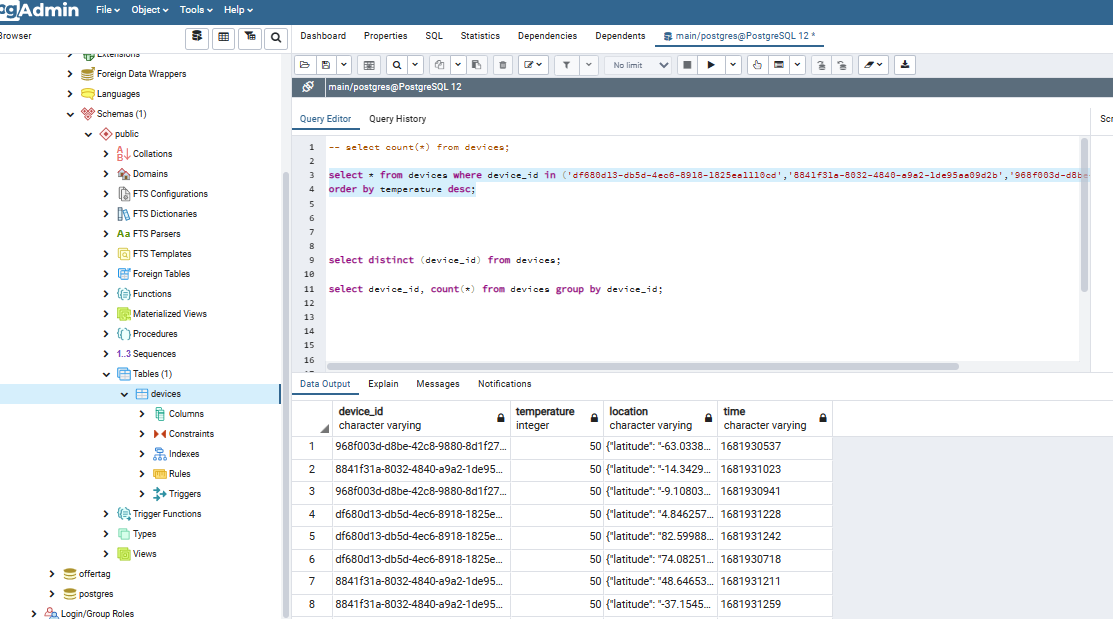 pgAdmin File Object Tools Help
Browser Dashboard Properties SQL Statistics Dependencies Dependents main/postgres@PostgreSQL 12 *
Extensions
Foreign Data Wrappers
Languages
Schemas (1)
public
Collations
Domains
FTS Configurations
FTS Dictionaries
Aa FTS Parsers
FTS Templates
Foreign Tables
Functions
Materialized Views
Procedures
1..3 Sequences
Tables (1)
devices
Columns
Constraints
Indexes
Rules
Triggers
Trigger Functions
Types
Views
offertag
postgres
Login/Group Roles
No limit
main/postgres@PostgreSQL 12
Query Editor Query History
1 -- select count(*) from devices;
2
3 select * from devices where device_id in ('df680d13-db5d-4ec6-8918-1825ea1110cd','8841f31a-8032-4840-a9a2-1de95aa09d2b','968f003d-d8be-
4 order by temperature desc;
5
6
7
8
9 select distinct (device_id) from devices;
10
11 select device_id, count(*) from devices group by device_id;
12
13
14
15
16
Data Output Explain Messages Notifications
device_id temperature location time
character varying integer character varying character varying
1 968f003d-d8be-42c8-9880-8d1f27... 50 {"latitude": "-63.0338... 1681930537
2 8841f31a-8032-4840-a9a2-1de95... 50 {"latitude": "-14.3429... 1681931023
3 968f003d-d8be-42c8-9880-8d1f27... 50 {"latitude": "-9.10803... 1681930941
4 df680d13-db5d-4ec6-8918-1825e... 50 {"latitude": "4.846257... 1681931228
5 df680d13-db5d-4ec6-8918-1825e... 50 {"latitude": "82.59988... 1681931242
6 df680d13-db5d-4ec6-8918-1825e... 50 {"latitude": "74.08251... 1681930718
7 8841f31a-8032-4840-a9a2-1de95... 50 {"latitude": "48.64653... 1681931211
8 8841f31a-8032-4840-a9a2-1de95... 50 {"latitude": "-37.1545... 1681931259